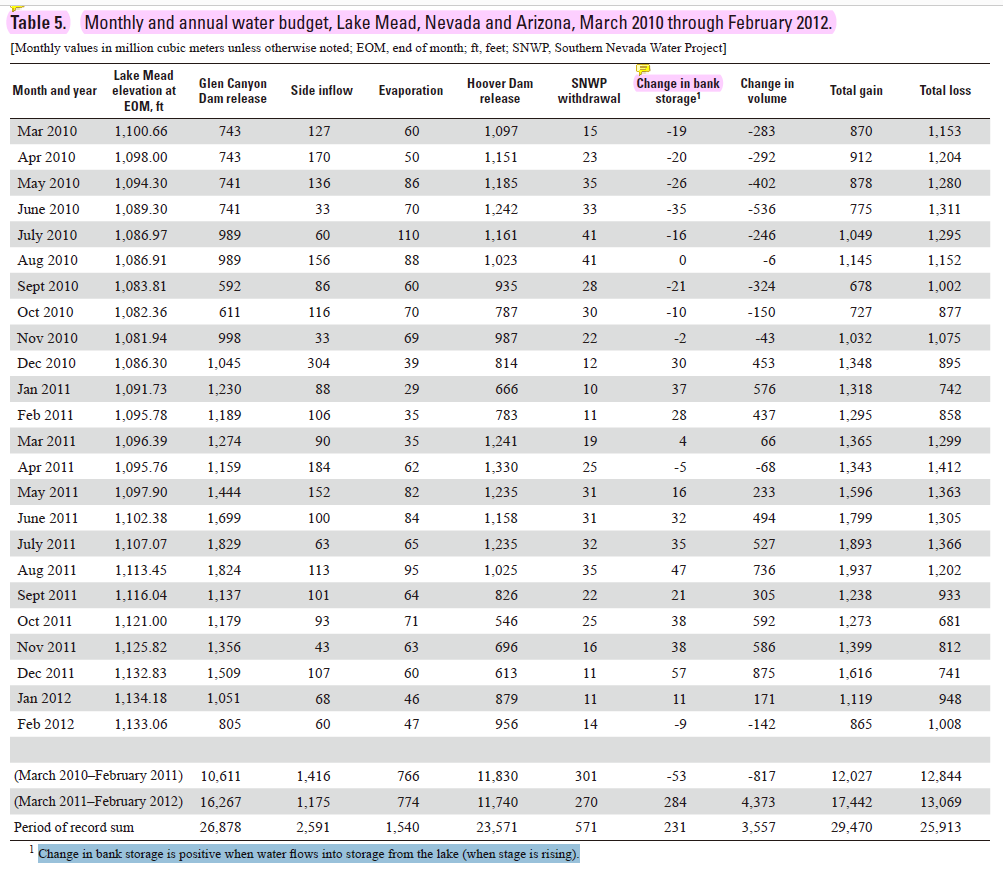 Table 5. Monthly and annual water budget, Lake Mead, Nevada and Arizona, March 2010 through February 2012.
[Monthly values in million cubic meters unless otherwise noted; EOM, end of month; ft, feet; SNWP, Southern Nevada Water Project]
Month and year Lake Mead elevation at EOM, ft Glen Canyon Dam release Side inflow Evaporation Hoover Dam release SNWP withdrawal Change in bank storage1 Change in volume Total gain Total loss
Mar 2010 1,100.66 743 127 60 1,097 15 -19 -283 870 1,153
Apr 2010 1,098.00 743 170 50 1,151 23 -20 -292 912 1,204
May 2010 1,094.30 741 136 86 1,185 35 -26 -402 878 1,280
June 2010 1,089.30 741 33 70 1,242 33 -35 -536 775 1,311
July 2010 1,086.97 989 60 110 1,161 41 -16 -246 1,049 1,295
Aug 2010 1,086.91 989 156 88 1,023 41 0 -6 1,145 1,152
Sept 2010 1,083.81 592 86 60 935 28 -21 -324 678 1,002
Oct 2010 1,082.36 611 116 70 787 30 -10 -150 727 877
Nov 2010 1,081.94 998 33 69 987 22 -2 -43 1,032 1,075
Dec 2010 1,086.30 1,045 304 39 814 12 30 453 1,348 895
Jan 2011 1,091.73 1,230 88 29 666 10 37 576 1,318 742
Feb 2011 1,095.78 1,189 106 35 783 11 28 437 1,295 858
Mar 2011 1,096.39 1,274 90 35 1,241 19 4 66 1,365 1,299
Apr 2011 1,095.76 1,159 184 62 1,330 25 -5 -68 1,343 1,412
May 2011 1,097.90 1,444 152 82 1,235 31 16 233 1,596 1,363
June 2011 1,102.38 1,699 100 84 1,158 31 32 494 1,799 1,305
July 2011 1,107.07 1,829 63 65 1,235 32 35 527 1,893 1,366
Aug 2011 1,113.45 1,824 113 95 1,025 35 47 736 1,937 1,202
Sept 2011 1,116.04 1,137 101 64 826 22 21 305 1,238 933
Oct 2011 1,121.00 1,179 93 71 546 25 38 592 1,273 681
Nov 2011 1,125.82 1,356 43 63 696 16 38 586 1,399 812
Dec 2011 1,132.83 1,509 107 60 613 11 57 875 1,616 741
Jan 2012 1,134.18 1,051 68 46 879 11 11 171 1,119 948
Feb 2012 1,133.06 805 60 47 956 14 -9 -142 865 1,008
(March 2010–February 2011) 10,611 1,416 766 11,830 301 -53 -817 12,027 12,844
(March 2011–February 2012) 16,267 1,175 774 11,740 270 284 4,373 17,442 13,069
Period of record sum 26,878 2,591 1,540 23,571 571 231 3,557 29,470 25,913
1 Change in bank storage is positive when water flows into storage from the lake (when stage is rising).